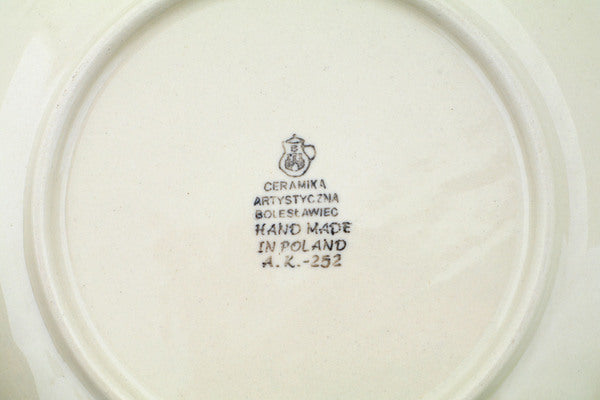 CERAMIKA
ARTYSTYCZNA
BOLESŁAWIEC
HAND MADE
IN POLAND
A. K.-252